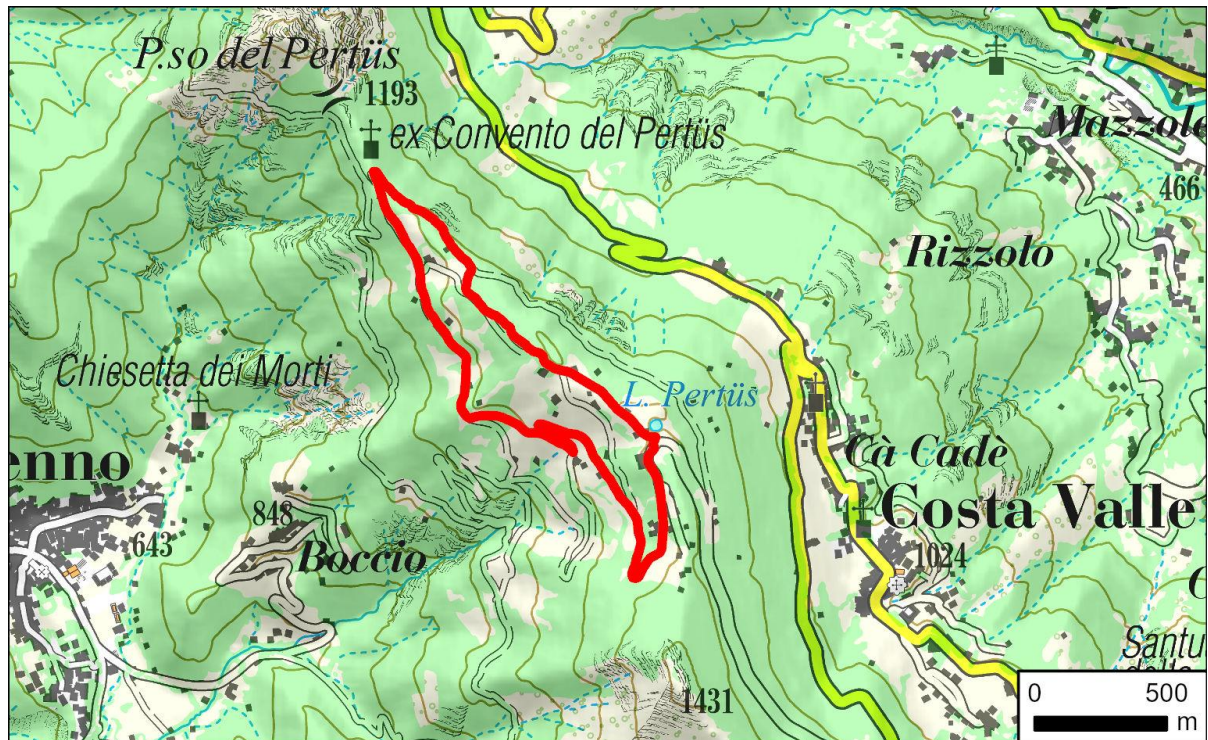 P.so del Pertüs
1193
ex Convento del Pertüs
Mazzole
466
Rizzolo
Chiesetta dei Morti
L. Pertüs
enno
Cà Cadè
Costa Valle
848
643
Boccio
1024
C
Santu
della
1431
0 500
m